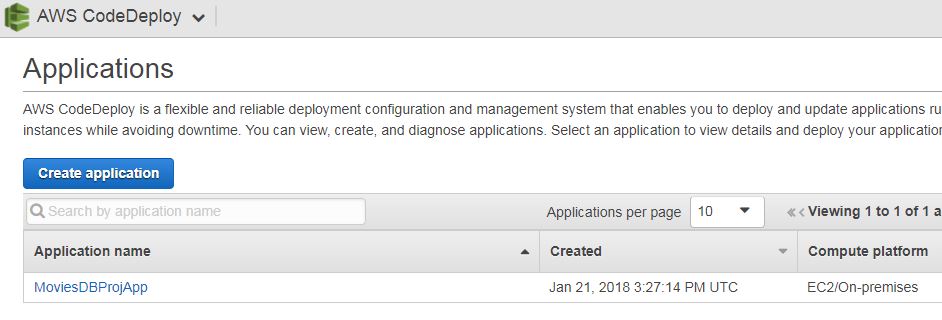 AWS CodeDeploy
Applications
AWS CodeDeploy is a flexible and reliable deployment configuration and management system that enables you to deploy and update applications ru
instances while avoiding downtime. You can view, create, and diagnose applications. Select an application to view details and deploy your application
Create application
Search by application name Applications per page 10 «‹ Viewing 1 to 1 of 1 a
Application name Created Compute platform
MoviesDBProjApp Jan 21, 2018 3:27:14 PM UTC EC2/On-premises